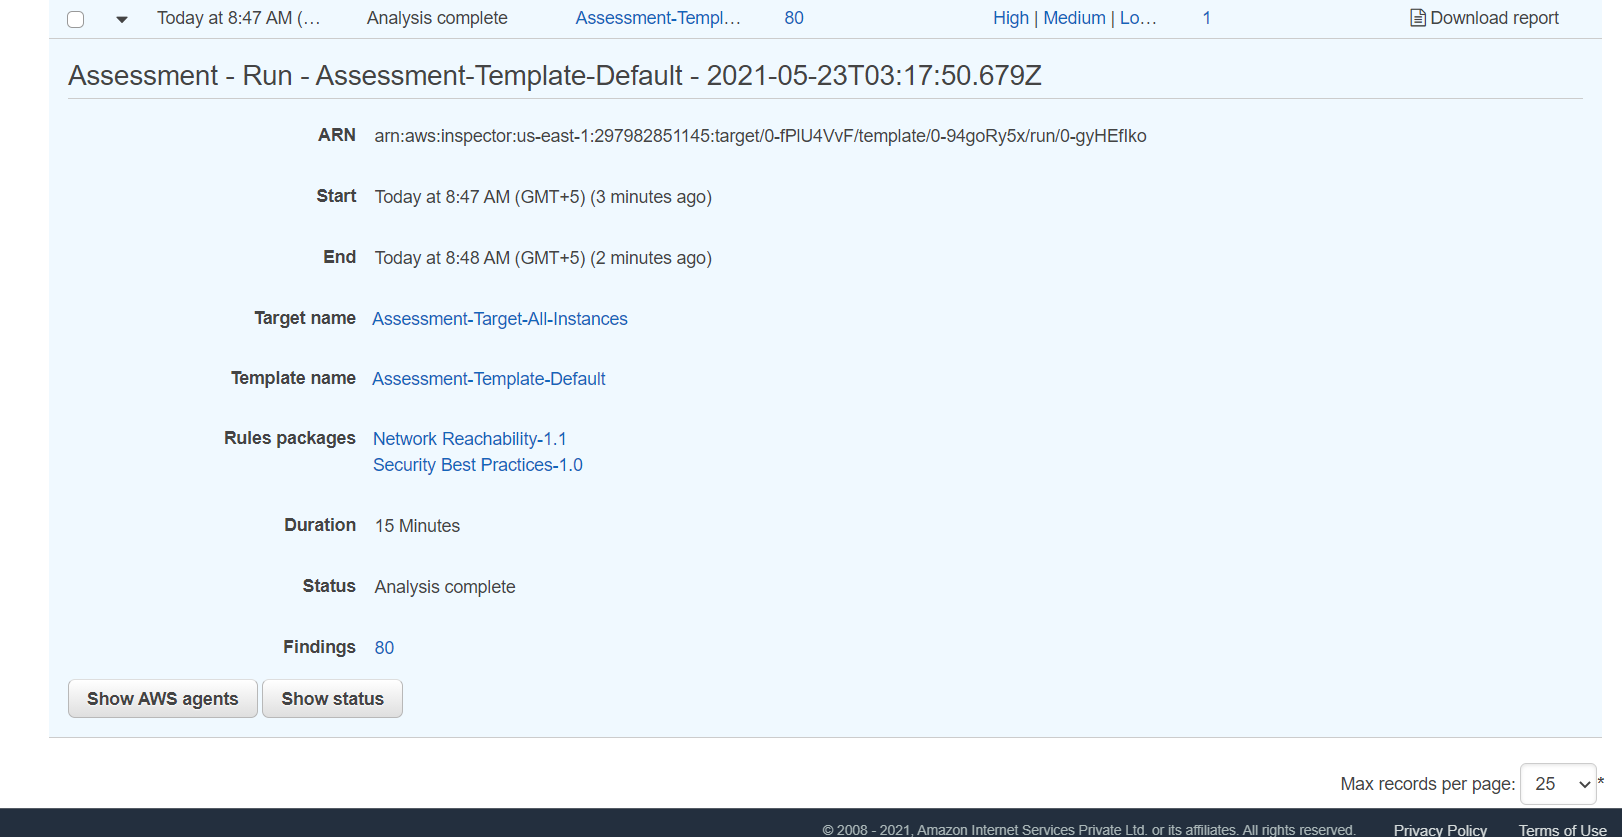 Today at 8:47 AM (... Analysis complete Assessment-Templ... 80 High | Medium | Lo... 1 Download report
Assessment - Run - Assessment-Template-Default - 2021-05-23T03:17:50.679Z
ARN arn:aws:inspector:us-east-1:297982851145:target/0-fPlU4VvF/template/0-94goRy5x/run/0-gyHEfIko
Start Today at 8:47 AM (GMT+5) (3 minutes ago)
End Today at 8:48 AM (GMT+5) (2 minutes ago)
Target name Assessment-Target-All-Instances
Template name Assessment-Template-Default
Rules packages Network Reachability-1.1
Security Best Practices-1.0
Duration 15 Minutes
Status Analysis complete
Findings 80
Show AWS agents Show status
Max records per page: 25 *
© 2008 - 2021, Amazon Internet Services Private Ltd. or its affiliates. All rights reserved. Privacy Policy Terms of Use